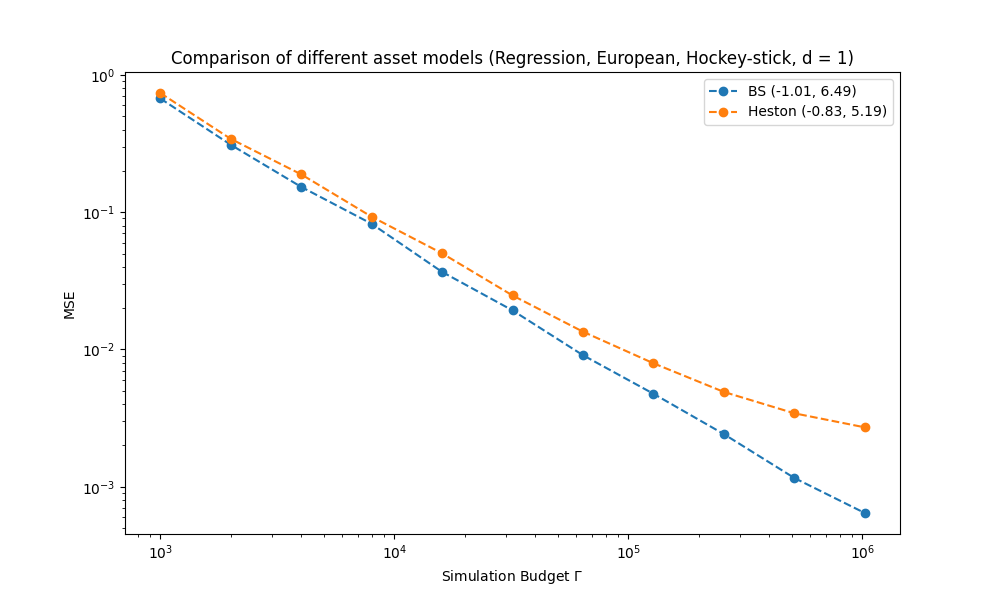 Comparison of different asset models (Regression, European, Hockey-stick, d = 1)
BS (-1.01, 6.49)
Heston (-0.83, 5.19)
MSE
10⁰
10⁻¹
10⁻²
10⁻³
10³ 10⁴ 10⁵ 10⁶
Simulation Budget Γ